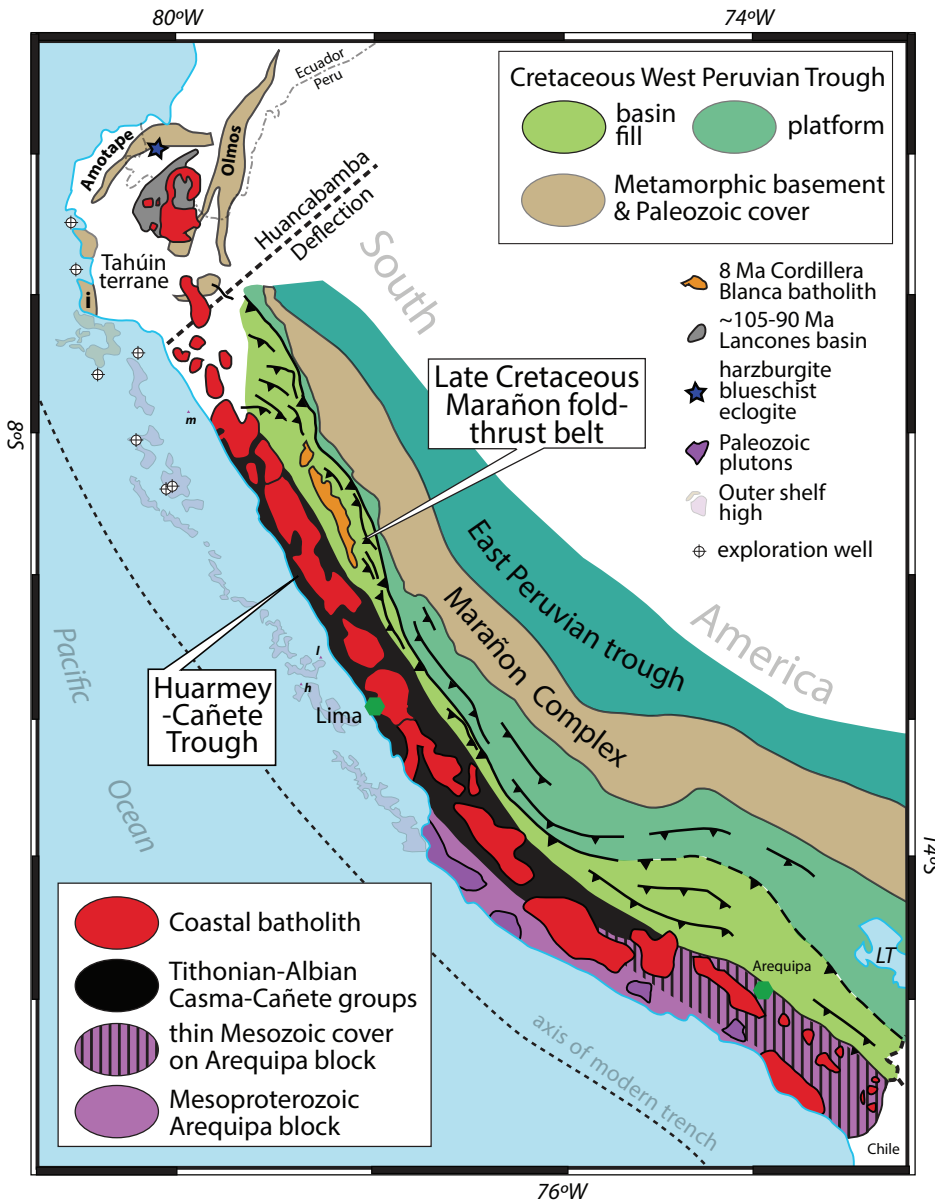 80ºW
74ºW
Ecuador
Peru
Cretaceous West Peruvian Trough
basin
fill
platform
Metamorphic basement
& Paleozoic cover
Amotape
Olmos
Huancabamba
Deflection
South
America
Tahúin
terrane
i
8 Ma Cordillera
Blanca batholith
~105-90 Ma
Lancones basin
harzburgite
blueschist
eclogite
Paleozoic
plutons
Outer shelf
high
exploration well
Late Cretaceous
Marañon fold-
thrust belt
m
8ºS
East Peruvian trough
Marañon Complex
Pacific
Ocean
l
h
Huarmey
-Cañete
Trough
Lima
14ºS
LT
Arequipa
Coastal batholith
Tithonian-Albian
Casma-Cañete groups
thin Mesozoic cover
on Arequipa block
Mesoproterozoic
Arequipa block
axis of modern trench
Chile
76ºW